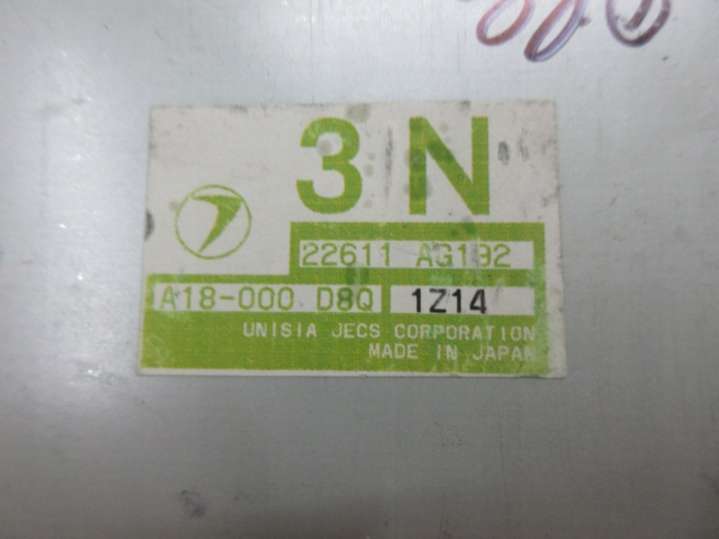 3N
22611 AG192
A18-000 D8Q 1Z14
UNISIA JECS CORPORATION
MADE IN JAPAN